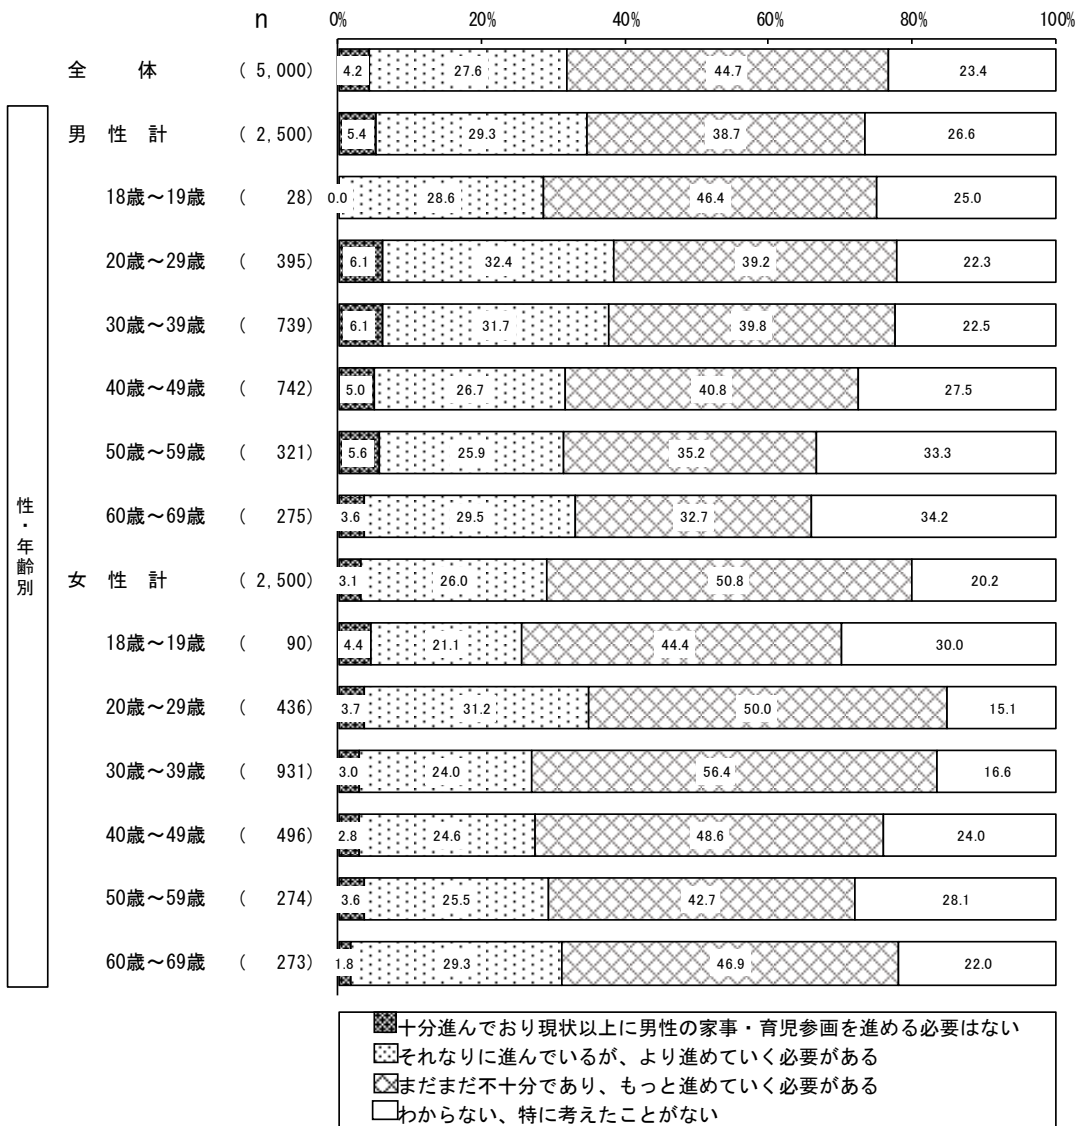 n 0% 20% 40% 60% 80% 100%
全 体 ( 5,000) 4.2 27.6 44.7 23.4
男 性 計 ( 2,500) 5.4 29.3 38.7 26.6
18歳～19歳 ( 28) 0.0 28.6 46.4 25.0
20歳～29歳 ( 395) 6.1 32.4 39.2 22.3
30歳～39歳 ( 739) 6.1 31.7 39.8 22.5
40歳～49歳 ( 742) 5.0 26.7 40.8 27.5
50歳～59歳 ( 321) 5.6 25.9 35.2 33.3
60歳～69歳 ( 275) 3.6 29.5 32.7 34.2
女 性 計 ( 2,500) 3.1 26.0 50.8 20.2
18歳～19歳 ( 90) 4.4 21.1 44.4 30.0
20歳～29歳 ( 436) 3.7 31.2 50.0 15.1
30歳～39歳 ( 931) 3.0 24.0 56.4 16.6
40歳～49歳 ( 496) 2.8 24.6 48.6 24.0
50歳～59歳 ( 274) 3.6 25.5 42.7 28.1
60歳～69歳 ( 273) 1.8 29.3 46.9 22.0
性・年齢別
十分進んでおり現状以上に男性の家事・育児参画を進める必要はない
それなりに進んでいるが、より進めていく必要がある
まだまだ不十分であり、もっと進めていく必要がある
わからない、特に考えたことがない